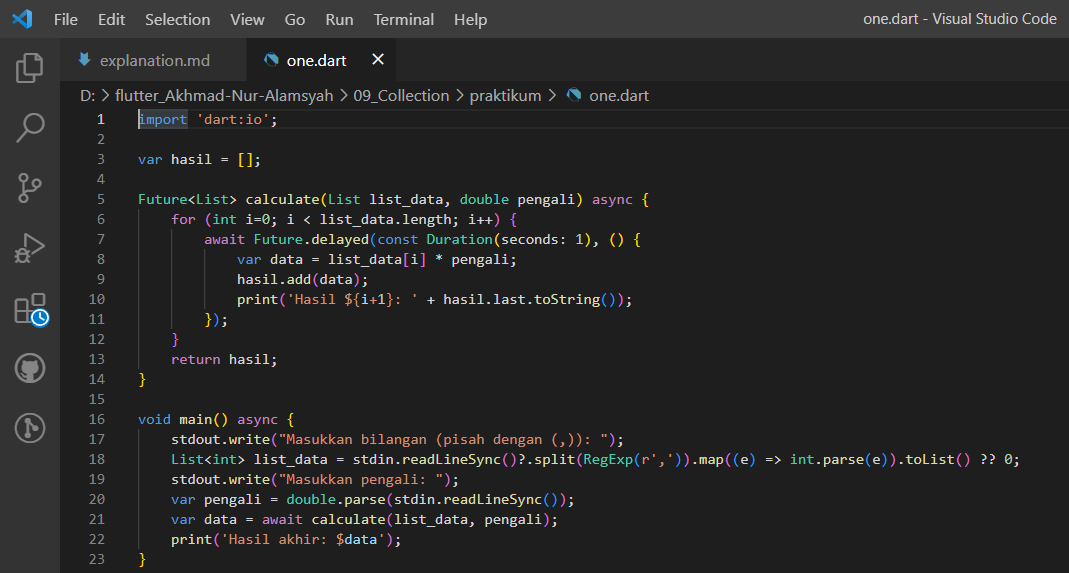 File Edit Selection View Go Run Terminal Help one.dart - Visual Studio Code
explanation.md one.dart
D: > flutter_Akhmad-Nur-Alamsyah > 09_Collection > praktikum > one.dart
1 import 'dart:io';
2
3 var hasil = [];
4
5 Future<List> calculate(List list_data, double pengali) async {
6     for (int i=0; i < list_data.length; i++) {
7         await Future.delayed(const Duration(seconds: 1), () {
8             var data = list_data[i] * pengali;
9             hasil.add(data);
10             print('Hasil ${i+1}: ' + hasil.last.toString());
11         });
12     }
13     return hasil;
14 }
15
16 void main() async {
17     stdout.write("Masukkan bilangan (pisah dengan (,)): ");
18     List<int> list_data = stdin.readLineSync()?.split(RegExp(r',')).map((e) => int.parse(e)).toList() ?? 0;
19     stdout.write("Masukkan pengali: ");
20     var pengali = double.parse(stdin.readLineSync());
21     var data = await calculate(list_data, pengali);
22     print('Hasil akhir: $data');
23 }